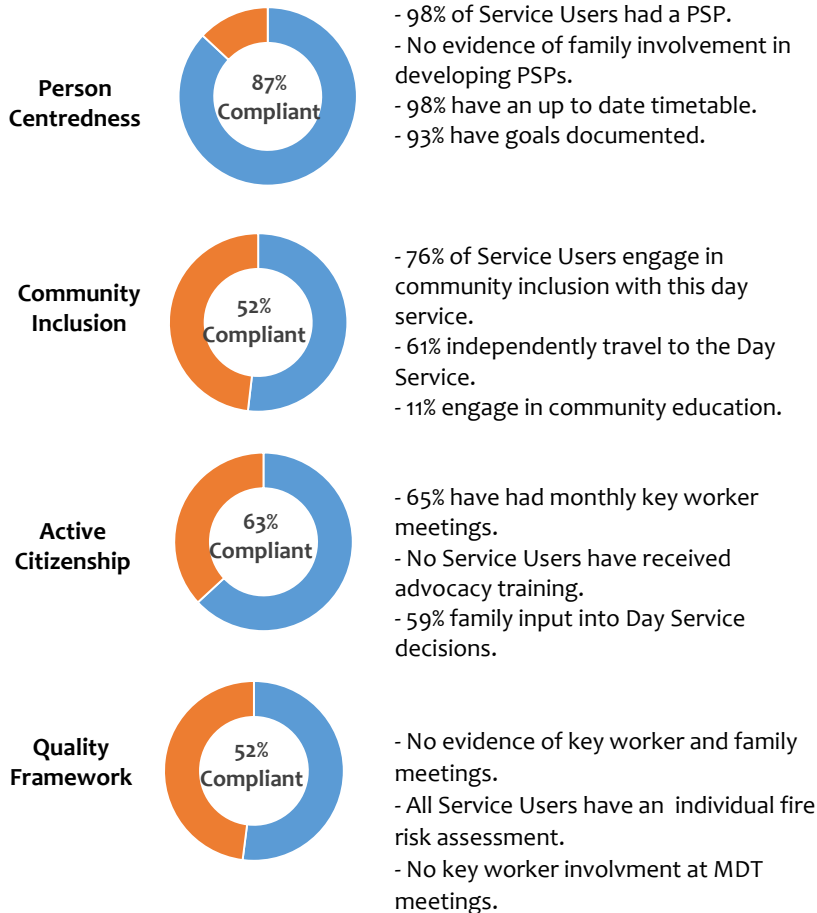 Person
Centredness
87%
Compliant
- 98% of Service Users had a PSP.
- No evidence of family involvement in
developing PSPs.
- 98% have an up to date timetable.
- 93% have goals documented.
Community
Inclusion
52%
Compliant
- 76% of Service Users engage in
community inclusion with this day
service.
- 61% independently travel to the Day
Service.
- 11% engage in community education.
Active
Citizenship
63%
Compliant
- 65% have had monthly key worker
meetings.
- No Service Users have received
advocacy training.
- 59% family input into Day Service
decisions.
Quality
Framework
52%
Compliant
- No evidence of key worker and family
meetings.
- All Service Users have an  individual fire
risk assessment.
- No key worker involvment at MDT
meetings.